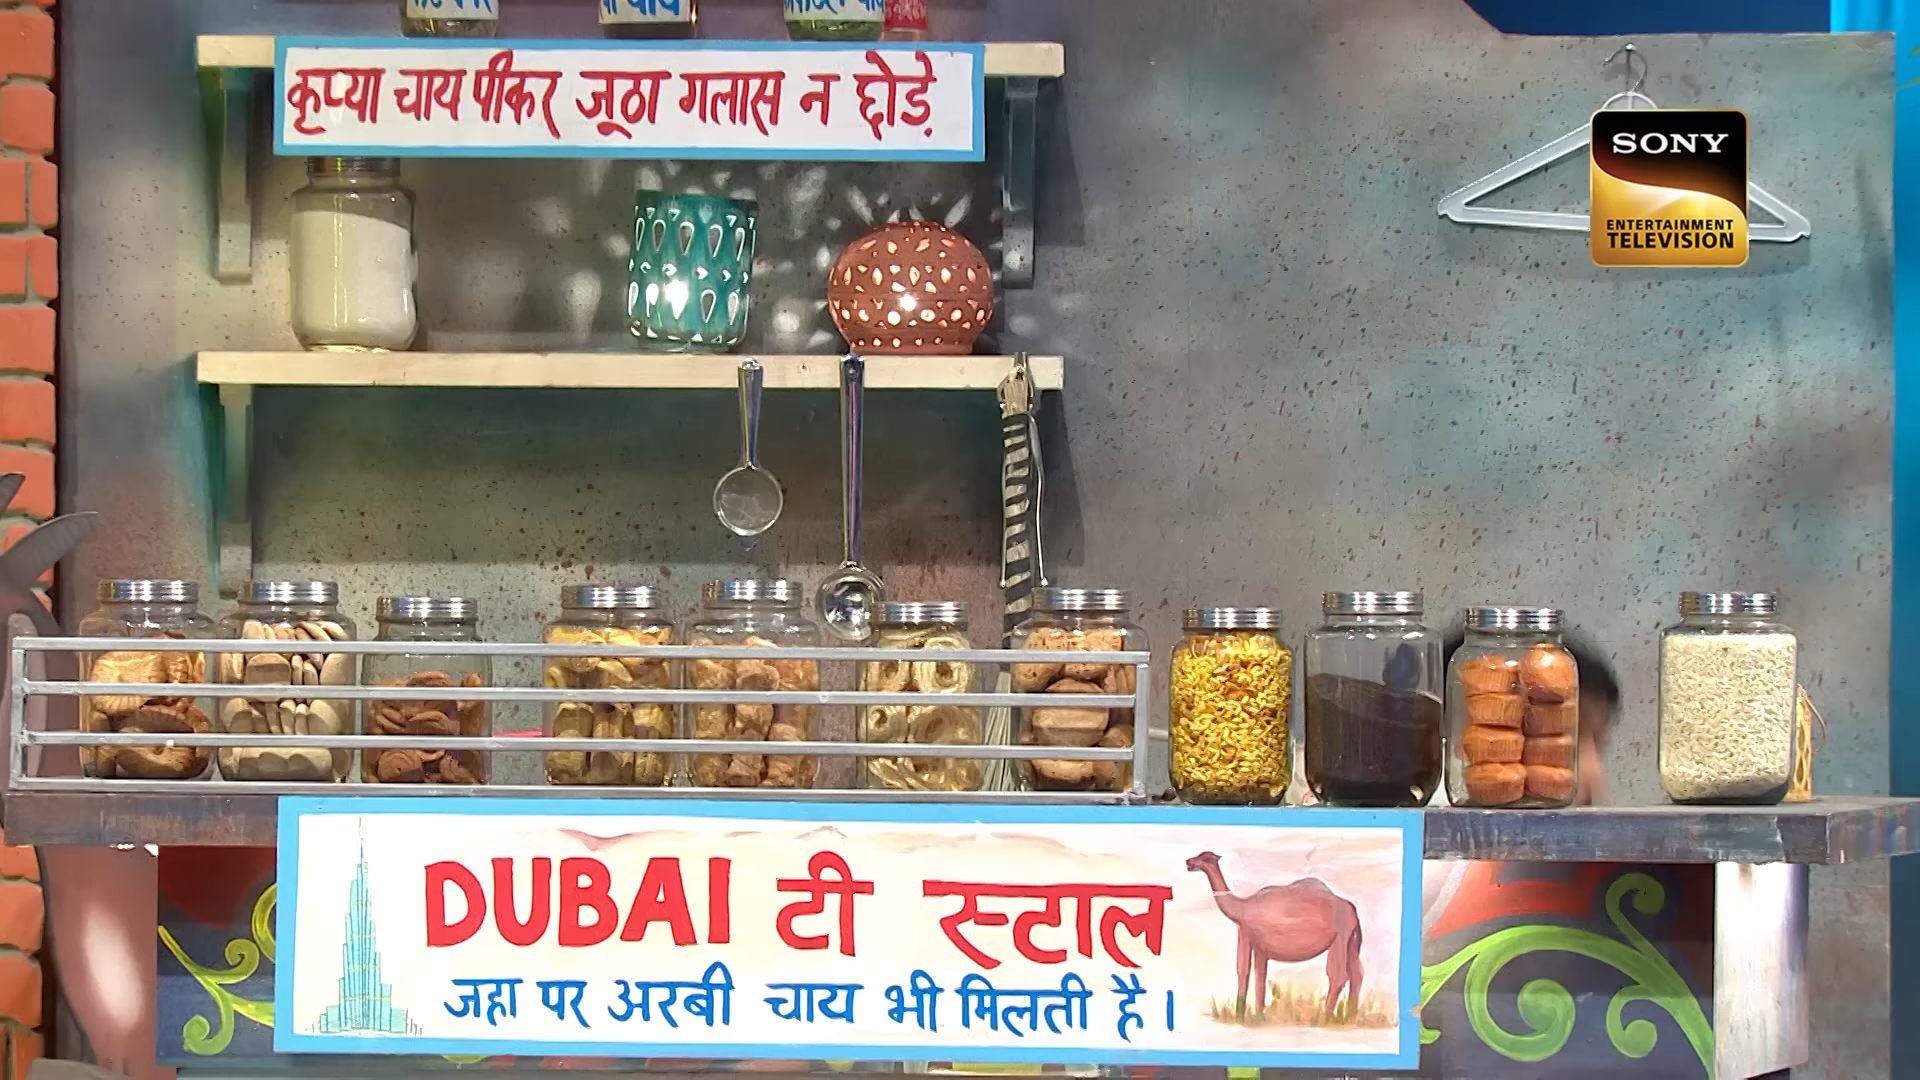 कृप्या चाय पीकर जूठा गलास न छोडे़
SONY
ENTERTAINMENT
TELEVISION
DUBAI टी स्टाल
जहा पर अरबी चाय भी मिलती है।